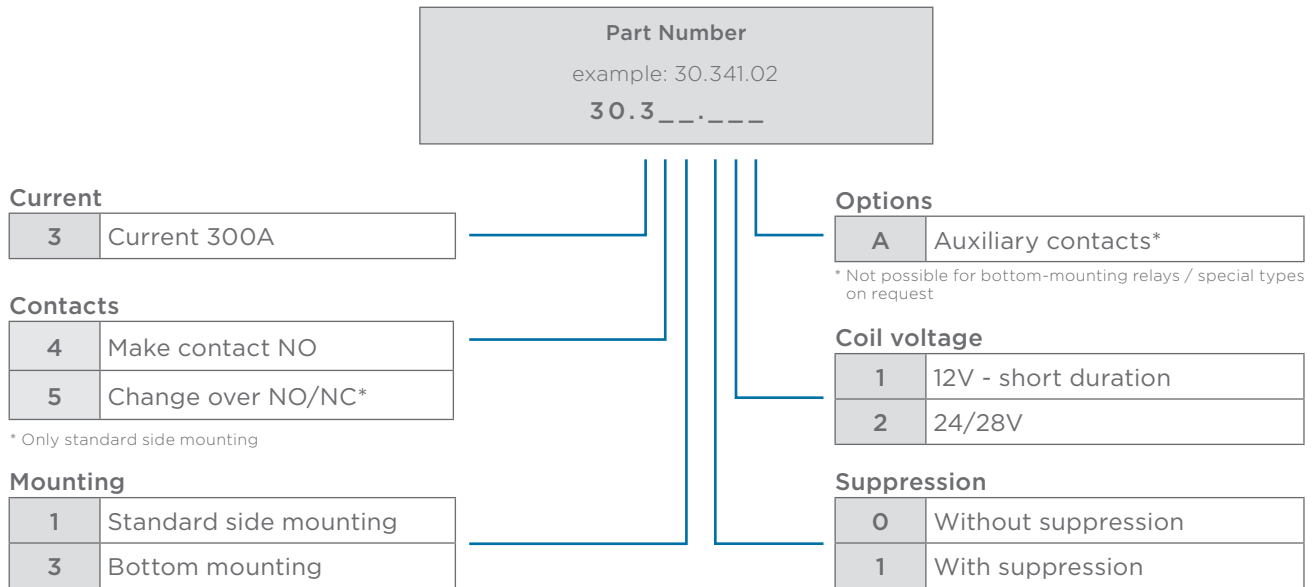 Part Number
example: 30.341.02
30.3__.___
Current
3 Current 300A
Contacts
4 Make contact NO
5 Change over NO/NC*
* Only standard side mounting
Mounting
1 Standard side mounting
3 Bottom mounting
Options
A Auxiliary contacts*
* Not possible for bottom-mounting relays / special types
on request
Coil voltage
1 12V - short duration
2 24/28V
Suppression
0 Without suppression
1 With suppression